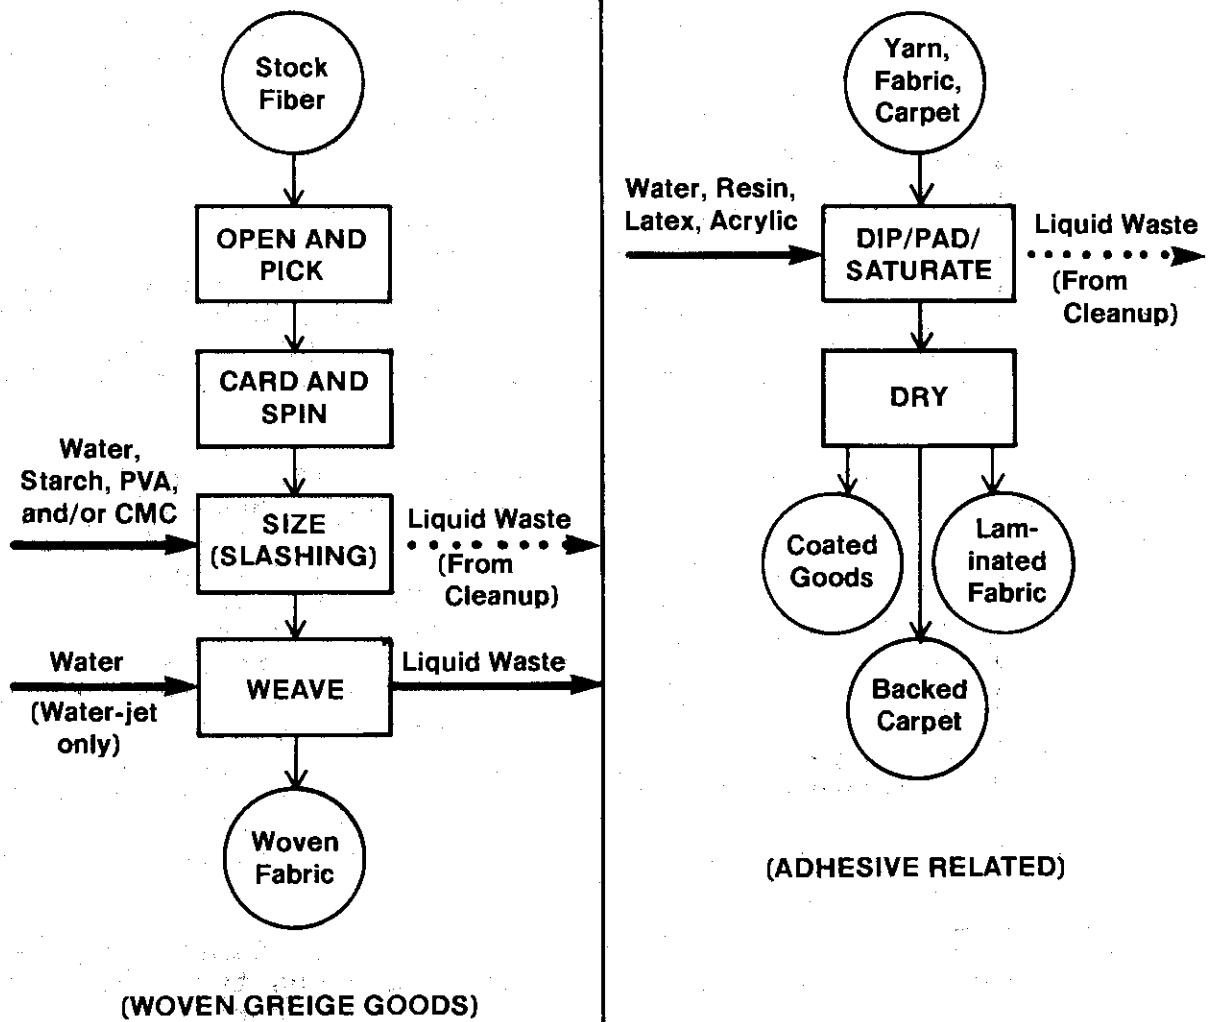 Stock
Fiber
OPEN AND
PICK
CARD AND
SPIN
Water,
Starch, PVA,
and/or CMC
SIZE
(SLASHING)
Liquid Waste
(From
Cleanup)
Water
(Water-jet
only)
WEAVE
Liquid Waste
Woven
Fabric
(WOVEN GREIGE GOODS)
Yarn,
Fabric,
Carpet
Water, Resin,
Latex, Acrylic
DIP/PAD/
SATURATE
Liquid Waste
(From
Cleanup)
DRY
Coated
Goods
Lam-
inated
Fabric
Backed
Carpet
(ADHESIVE RELATED)